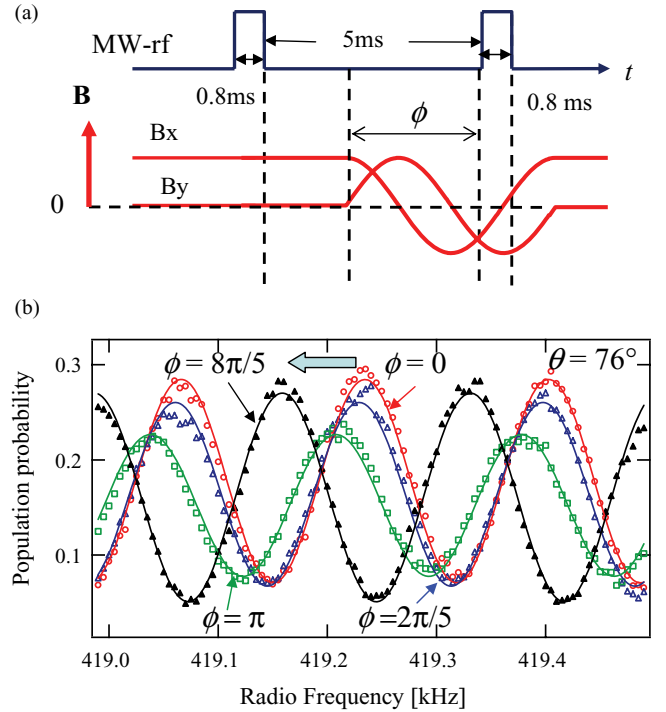 (a)
MW-rf
5ms
t
0.8ms
0.8 ms
B
ϕ
Bx
By
0
(b)
0.3
ϕ = 8π/5
ϕ = 0
θ = 76°
Population probability
0.2
0.1
ϕ = π
ϕ=2π/5
419.0
419.1
419.2
419.3
419.4
Radio Frequency [kHz]